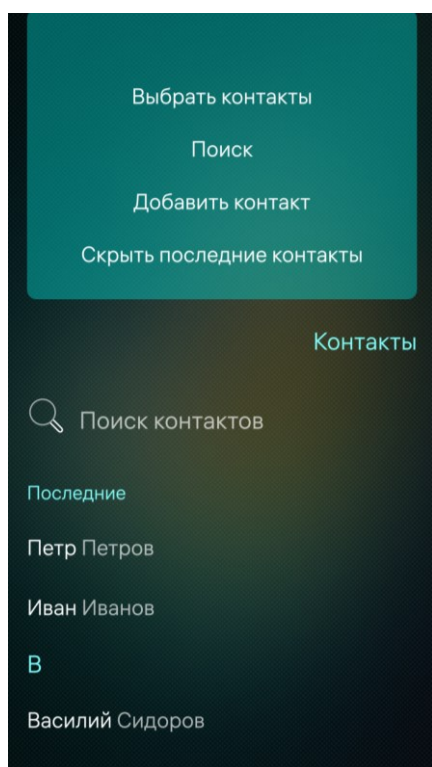 Выбрать контакты
Поиск
Добавить контакт
Скрыть последние контакты
Контакты
Поиск контактов
Последние
Петр Петров
Иван Иванов
В
Василий Сидоров